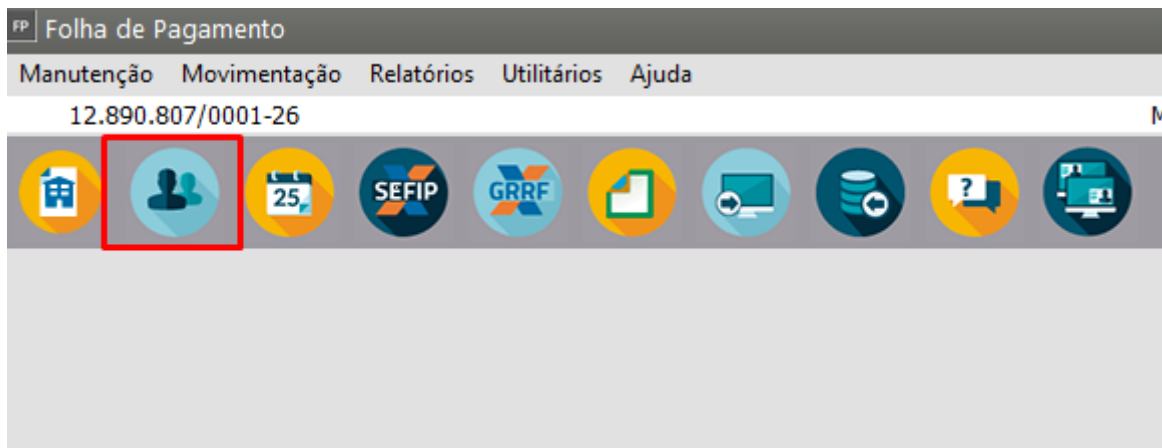 FP Folha de Pagamento
Manutenção Movimentação Relatórios Utilitários Ajuda
12.890.807/0001-26 M
25 SEFIP GRRF ?